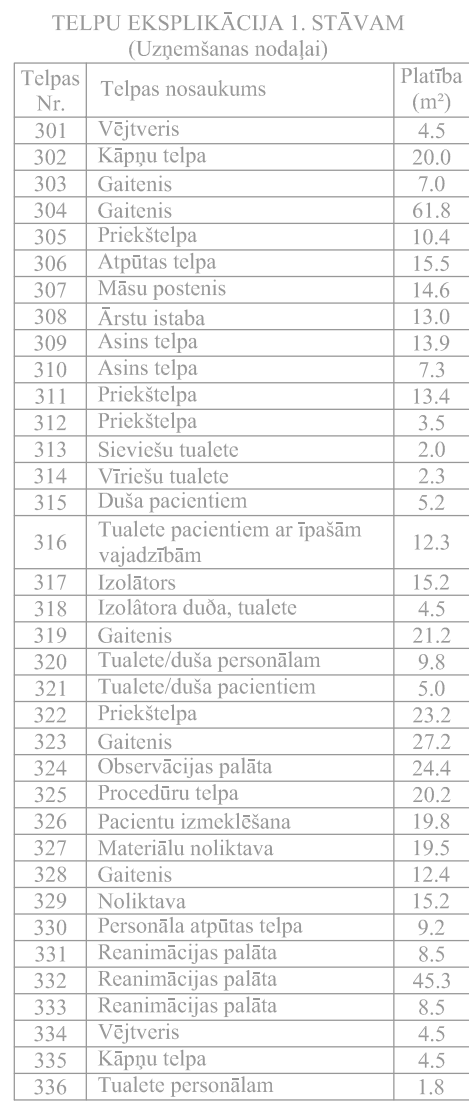 TELPU EKSPLIKĀCIJA 1. STĀVAM
(Uzņemšanas nodaļai)
Telpas Nr. Telpas nosaukums Platība (m²)
301 Vējtveris 4.5
302 Kāpņu telpa 20.0
303 Gaitenis 7.0
304 Gaitenis 61.8
305 Priekštelpa 10.4
306 Atpūtas telpa 15.5
307 Māsu postenis 14.6
308 Ārstu istaba 13.0
309 Asins telpa 13.9
310 Asins telpa 7.3
311 Priekštelpa 13.4
312 Priekštelpa 3.5
313 Sieviešu tualete 2.0
314 Vīriešu tualete 2.3
315 Duša pacientiem 5.2
316 Tualete pacientiem ar īpašām vajadzībām 12.3
317 Izolātors 15.2
318 Izolâtora duða, tualete 4.5
319 Gaitenis 21.2
320 Tualete/duša personālam 9.8
321 Tualete/duša pacientiem 5.0
322 Priekštelpa 23.2
323 Gaitenis 27.2
324 Observācijas palāta 24.4
325 Procedūru telpa 20.2
326 Pacientu izmeklēšana 19.8
327 Materiālu noliktava 19.5
328 Gaitenis 12.4
329 Noliktava 15.2
330 Personāla atpūtas telpa 9.2
331 Reanimācijas palāta 8.5
332 Reanimācijas palāta 45.3
333 Reanimācijas palāta 8.5
334 Vējtveris 4.5
335 Kāpņu telpa 4.5
336 Tualete personālam 1.8